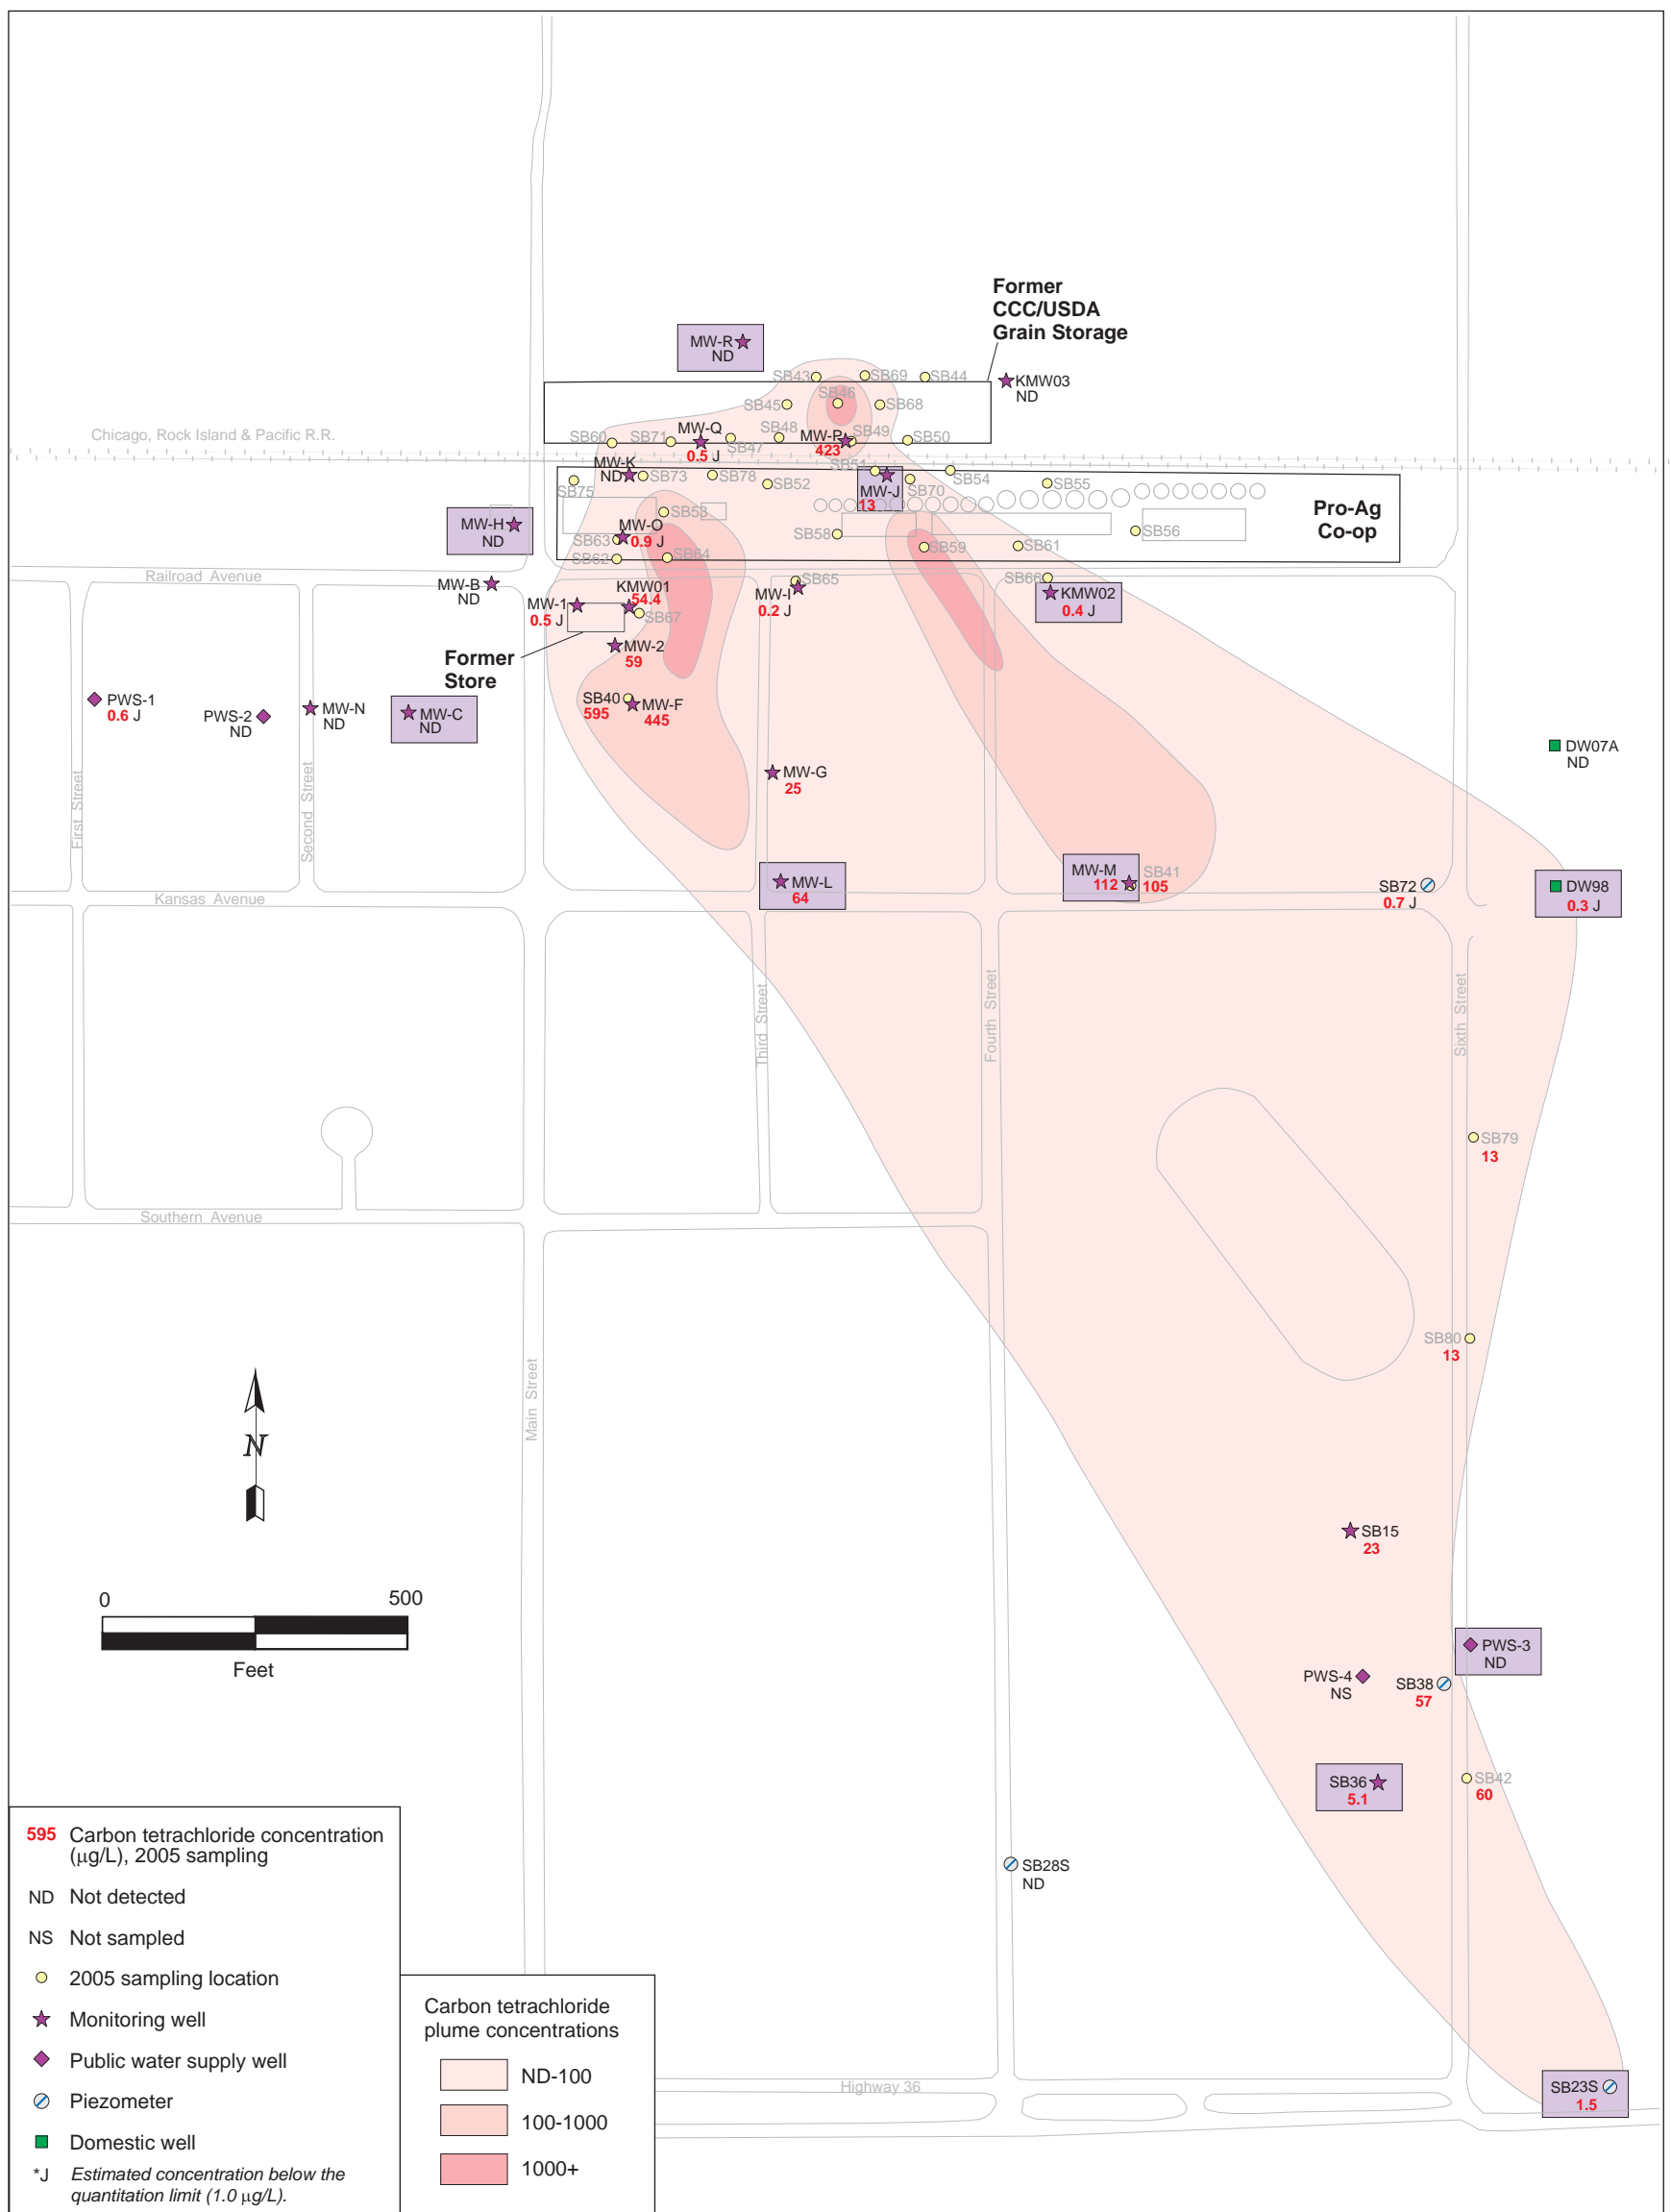 Former
CCC/USDA
Grain Storage
MW-R
ND
SB43
SB69
SB44
KMW03
ND
SB46
SB45
SB68
Chicago, Rock Island & Pacific R.R.
SB60
SB71
MW-Q
0.5 J
SB47
SB48
MW-P
423
SB49
SB50
MW-K
ND
SB73
SB78
SB52
SB51
MW-J
13
SB70
SB54
SB55
SB75
Pro-Ag
Co-op
MW-H
ND
SB53
MW-O
0.9 J
SB63
SB62
SB64
SB58
SB59
SB61
SB56
Railroad Avenue
MW-B
ND
SB65
SB66
MW-1
0.5 J
KMW01
54.4
SB67
MW-I
0.2 J
KMW02
0.4 J
Former
Store
MW-2
59
PWS-1
0.6 J
PWS-2
ND
MW-N
ND
MW-C
ND
SB40
595
MW-F
445
DW07A
ND
MW-G
25
First Street
Second Street
MW-L
64
MW-M
112
SB41
105
SB72
0.7 J
DW98
0.3 J
Kansas Avenue
Third Street
Fourth Street
Sixth Street
SB79
13
Southern Avenue
SB80
13
Main Street
N
SB15
23
0
500
Feet
PWS-3
ND
PWS-4
NS
SB38
57
SB36
5.1
SB42
60
SB28S
ND
595 Carbon tetrachloride concentration
(µg/L), 2005 sampling
ND Not detected
NS Not sampled
2005 sampling location
Monitoring well
Public water supply well
Piezometer
Domestic well
*J Estimated concentration below the
quantitation limit (1.0 µg/L).
Carbon tetrachloride
plume concentrations
ND-100
100-1000
1000+
Highway 36
SB23S
1.5